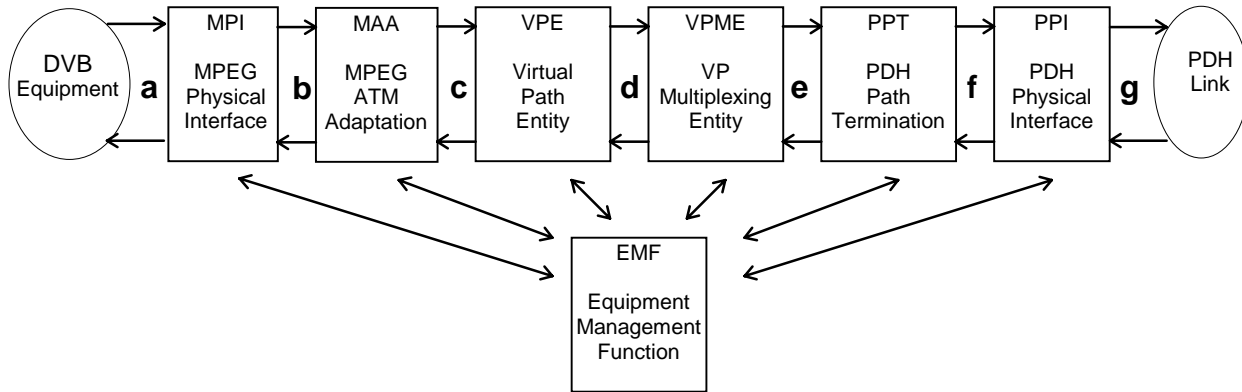 DVB
Equipment
a
MPI
MPEG
Physical
Interface
b
MAA
MPEG
ATM
Adaptation
c
VPE
Virtual
Path
Entity
d
VPME
VP
Multiplexing
Entity
e
PPT
PDH
Path
Termination
f
PPI
PDH
Physical
Interface
g
PDH
Link
EMF
Equipment
Management
Function